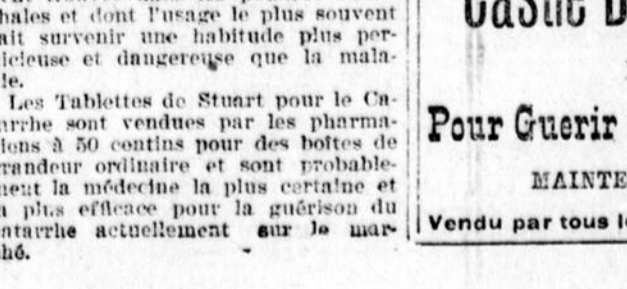 hales et dont l'usage le plus souvent
ait survenir une habitude plus per-
icieuse et dangereuse que la mala-
ie.
Les Tablettes de Stuart pour le Ca-
arrhe sont vendues par les pharma-
iens à 50 centins pour des boîtes de
randeur ordinaire et sont probable-
ment la médecine la plus certaine et
a plus efficace pour la guérison du
atarrhe actuellement sur le mar-
hé.
Pour Guerir
MAINTE
Vendu par tous l